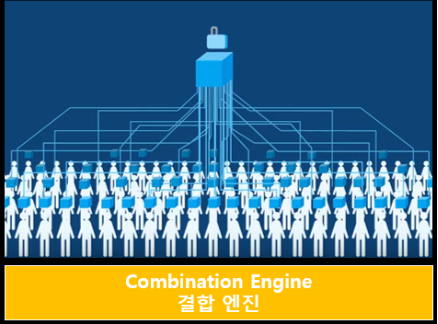 Combination Engine
결합 엔진